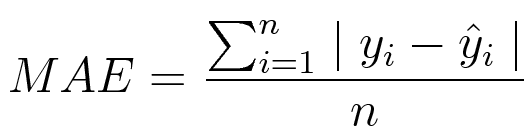 MAE = \frac{\sum_{i=1}^{n} | y_i - \hat{y}_i |}{n}